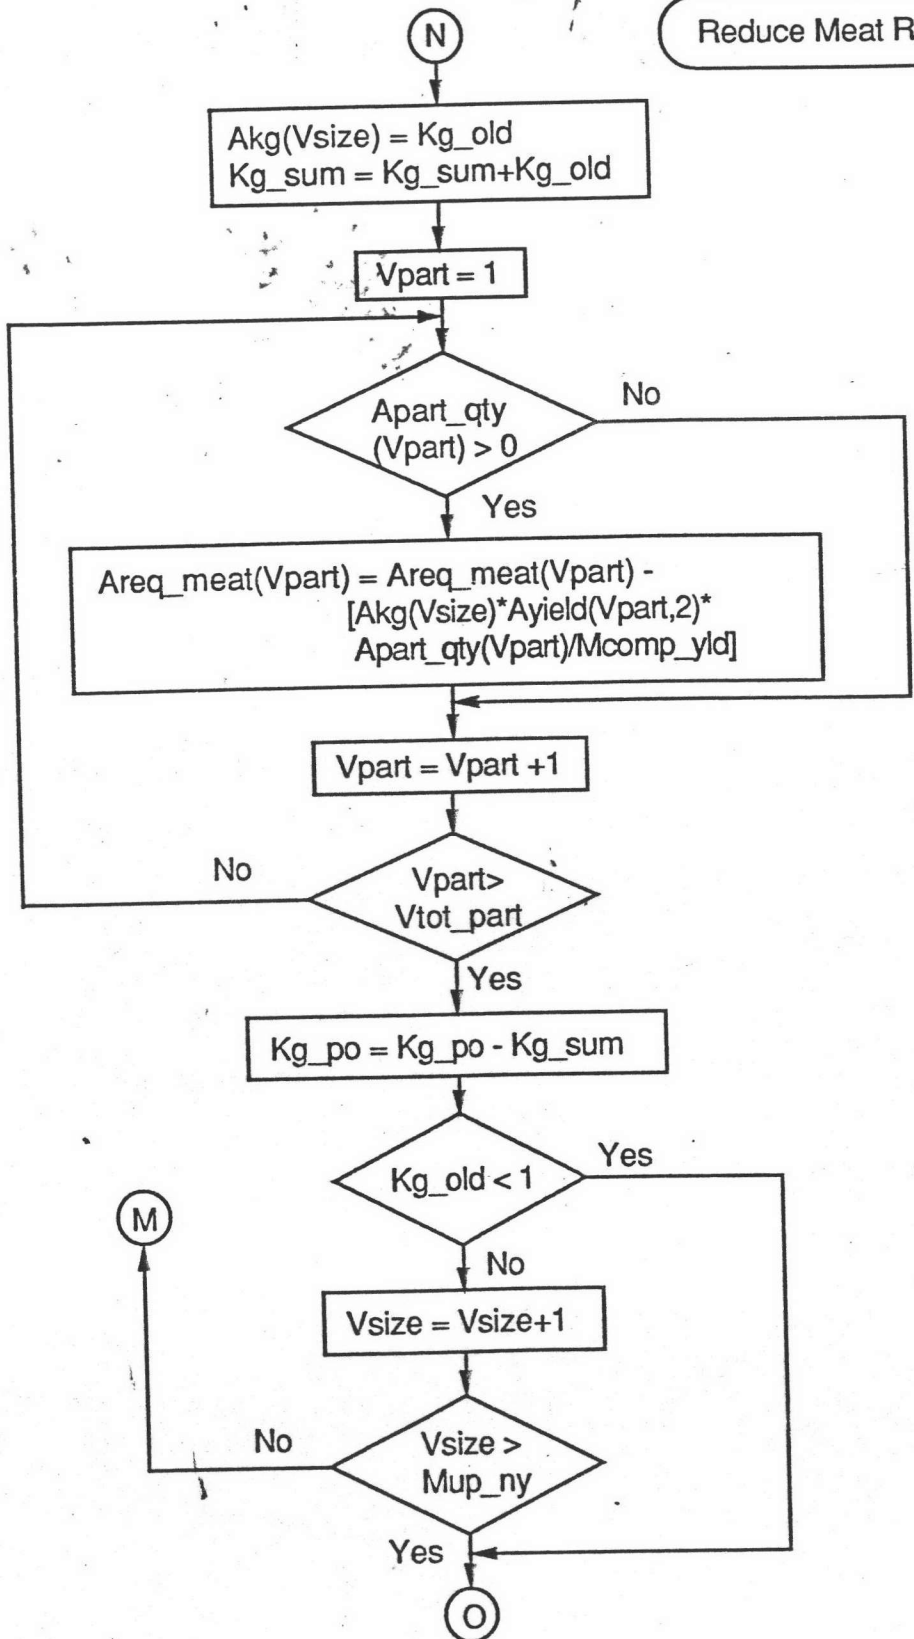 N
Reduce Meat R
Akg(Vsize) = Kg_old
Kg_sum = Kg_sum+Kg_old
Vpart = 1
Apart_qty
(Vpart) > 0
No
Yes
Areq_meat(Vpart) = Areq_meat(Vpart) -
[Akg(Vsize)*Ayield(Vpart,2)*
Apart_qty(Vpart)/Mcomp_yld]
Vpart = Vpart +1
No
Vpart>
Vtot_part
Yes
Kg_po = Kg_po - Kg_sum
Kg_old < 1
Yes
M
No
Vsize = Vsize+1
No
Vsize >
Mup_ny
Yes
O